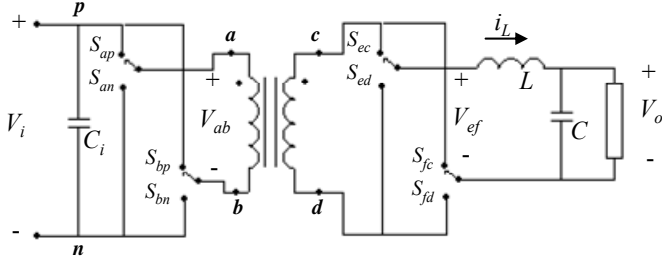 + p a c i_L
S_ap S_ec
S_an + S_ed + L +
V_i C_i V_ab V_ef C V_o
S_bp - S_fc - -
S_bn b d S_fd
- n